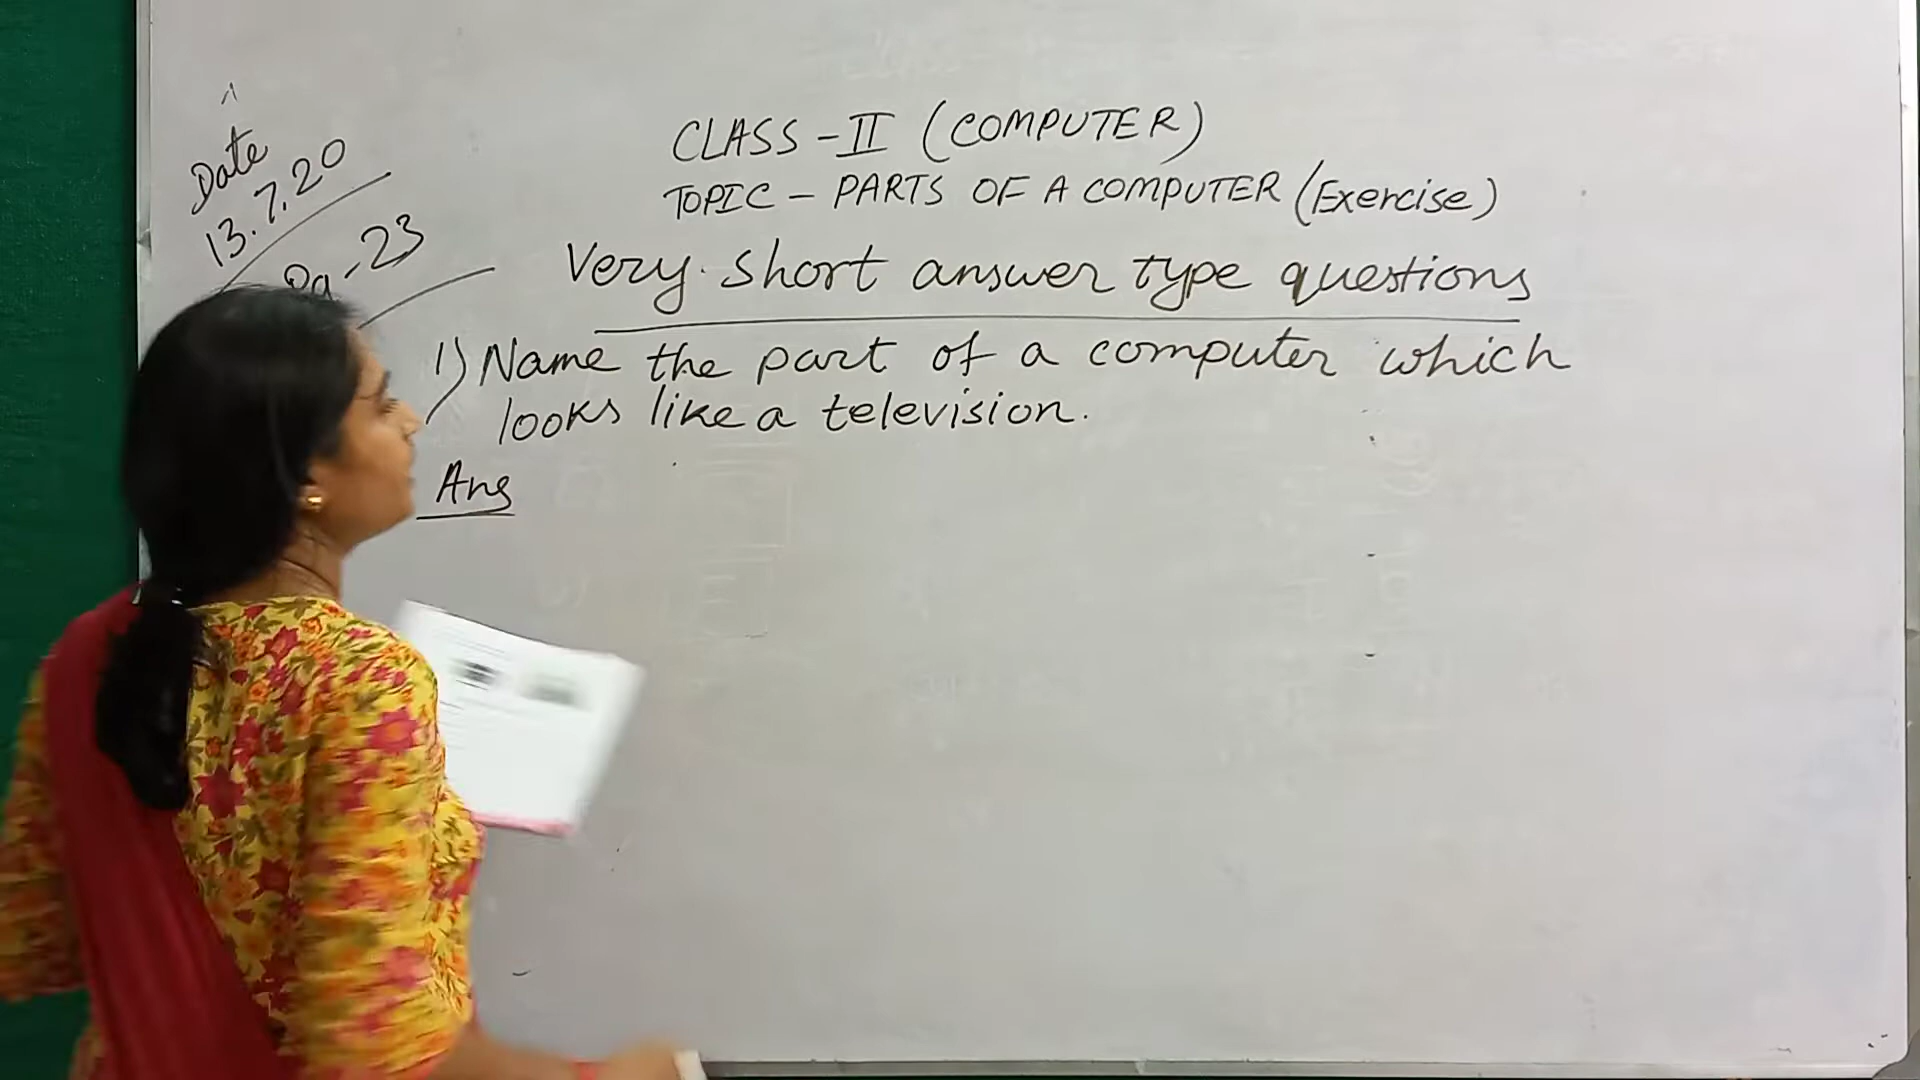 Date
13.7.20
Pg-23
CLASS-II (COMPUTER)
TOPIC - PARTS OF A COMPUTER (Exercise)
Very short answer type questions
1) Name the part of a computer which
looks like a television.
Ans